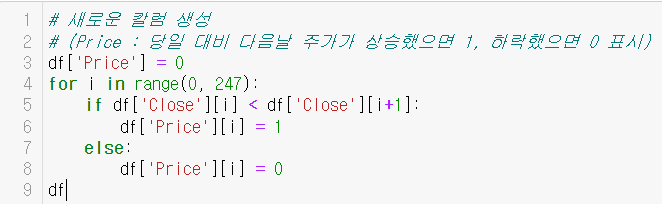 1 # 새로운 칼럼 생성
2 # (Price : 당일 대비 다음날 주가가 상승했으면 1, 하락했으면 0 표시)
3 df['Price'] = 0
4 for i in range(0, 247):
5     if df['Close'][i] < df['Close'][i+1]:
6         df['Price'][i] = 1
7     else:
8         df['Price'][i] = 0
9 df